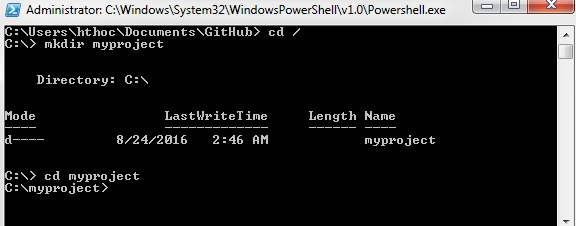 Administrator: C:\Windows\System32\WindowsPowerShell\v1.0\Powershell.exe
C:\Users\hthoc\Documents\GitHub> cd /
C:\> mkdir myproject
Directory: C:\
Mode LastWriteTime Length Name
---- ------------- ------ ----
d---- 8/24/2016 2:46 AM myproject
C:\> cd myproject
C:\myproject>